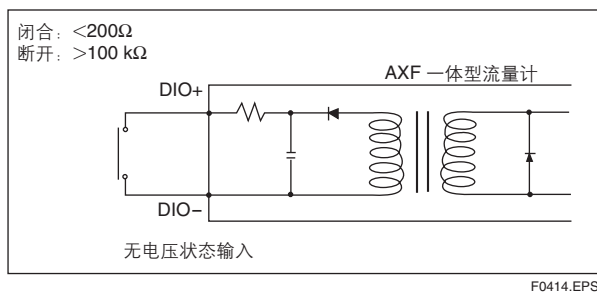 闭合：<200Ω
断开：>100 kΩ
AXF 一体型流量计
DIO+
DIO−
无电压状态输入
F0414.EPS